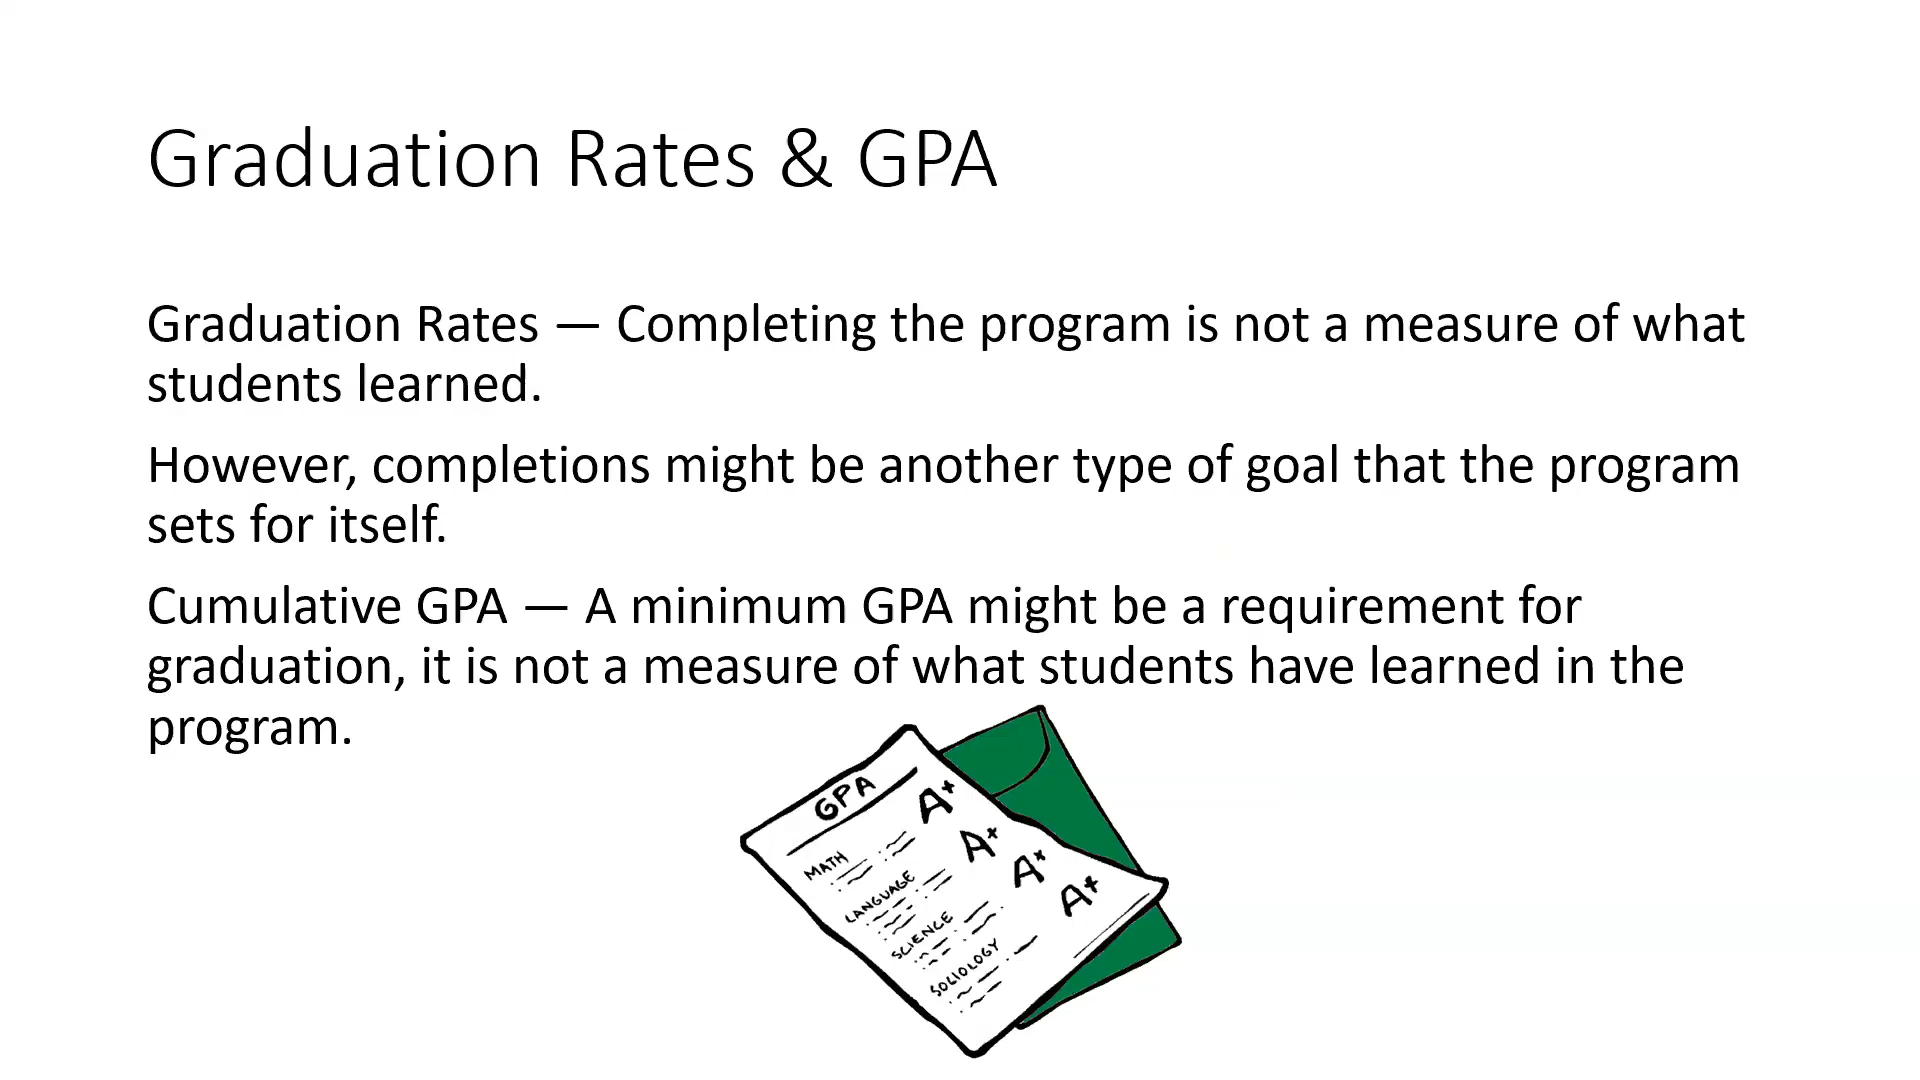 Graduation Rates & GPA
Graduation Rates — Completing the program is not a measure of what
students learned.
However, completions might be another type of goal that the program
sets for itself.
Cumulative GPA — A minimum GPA might be a requirement for
graduation, it is not a measure of what students have learned in the
program.
GPA
A+
MATH
A+
LANGUAGE
A+
SCIENCE
A+
SOCIOLOGY